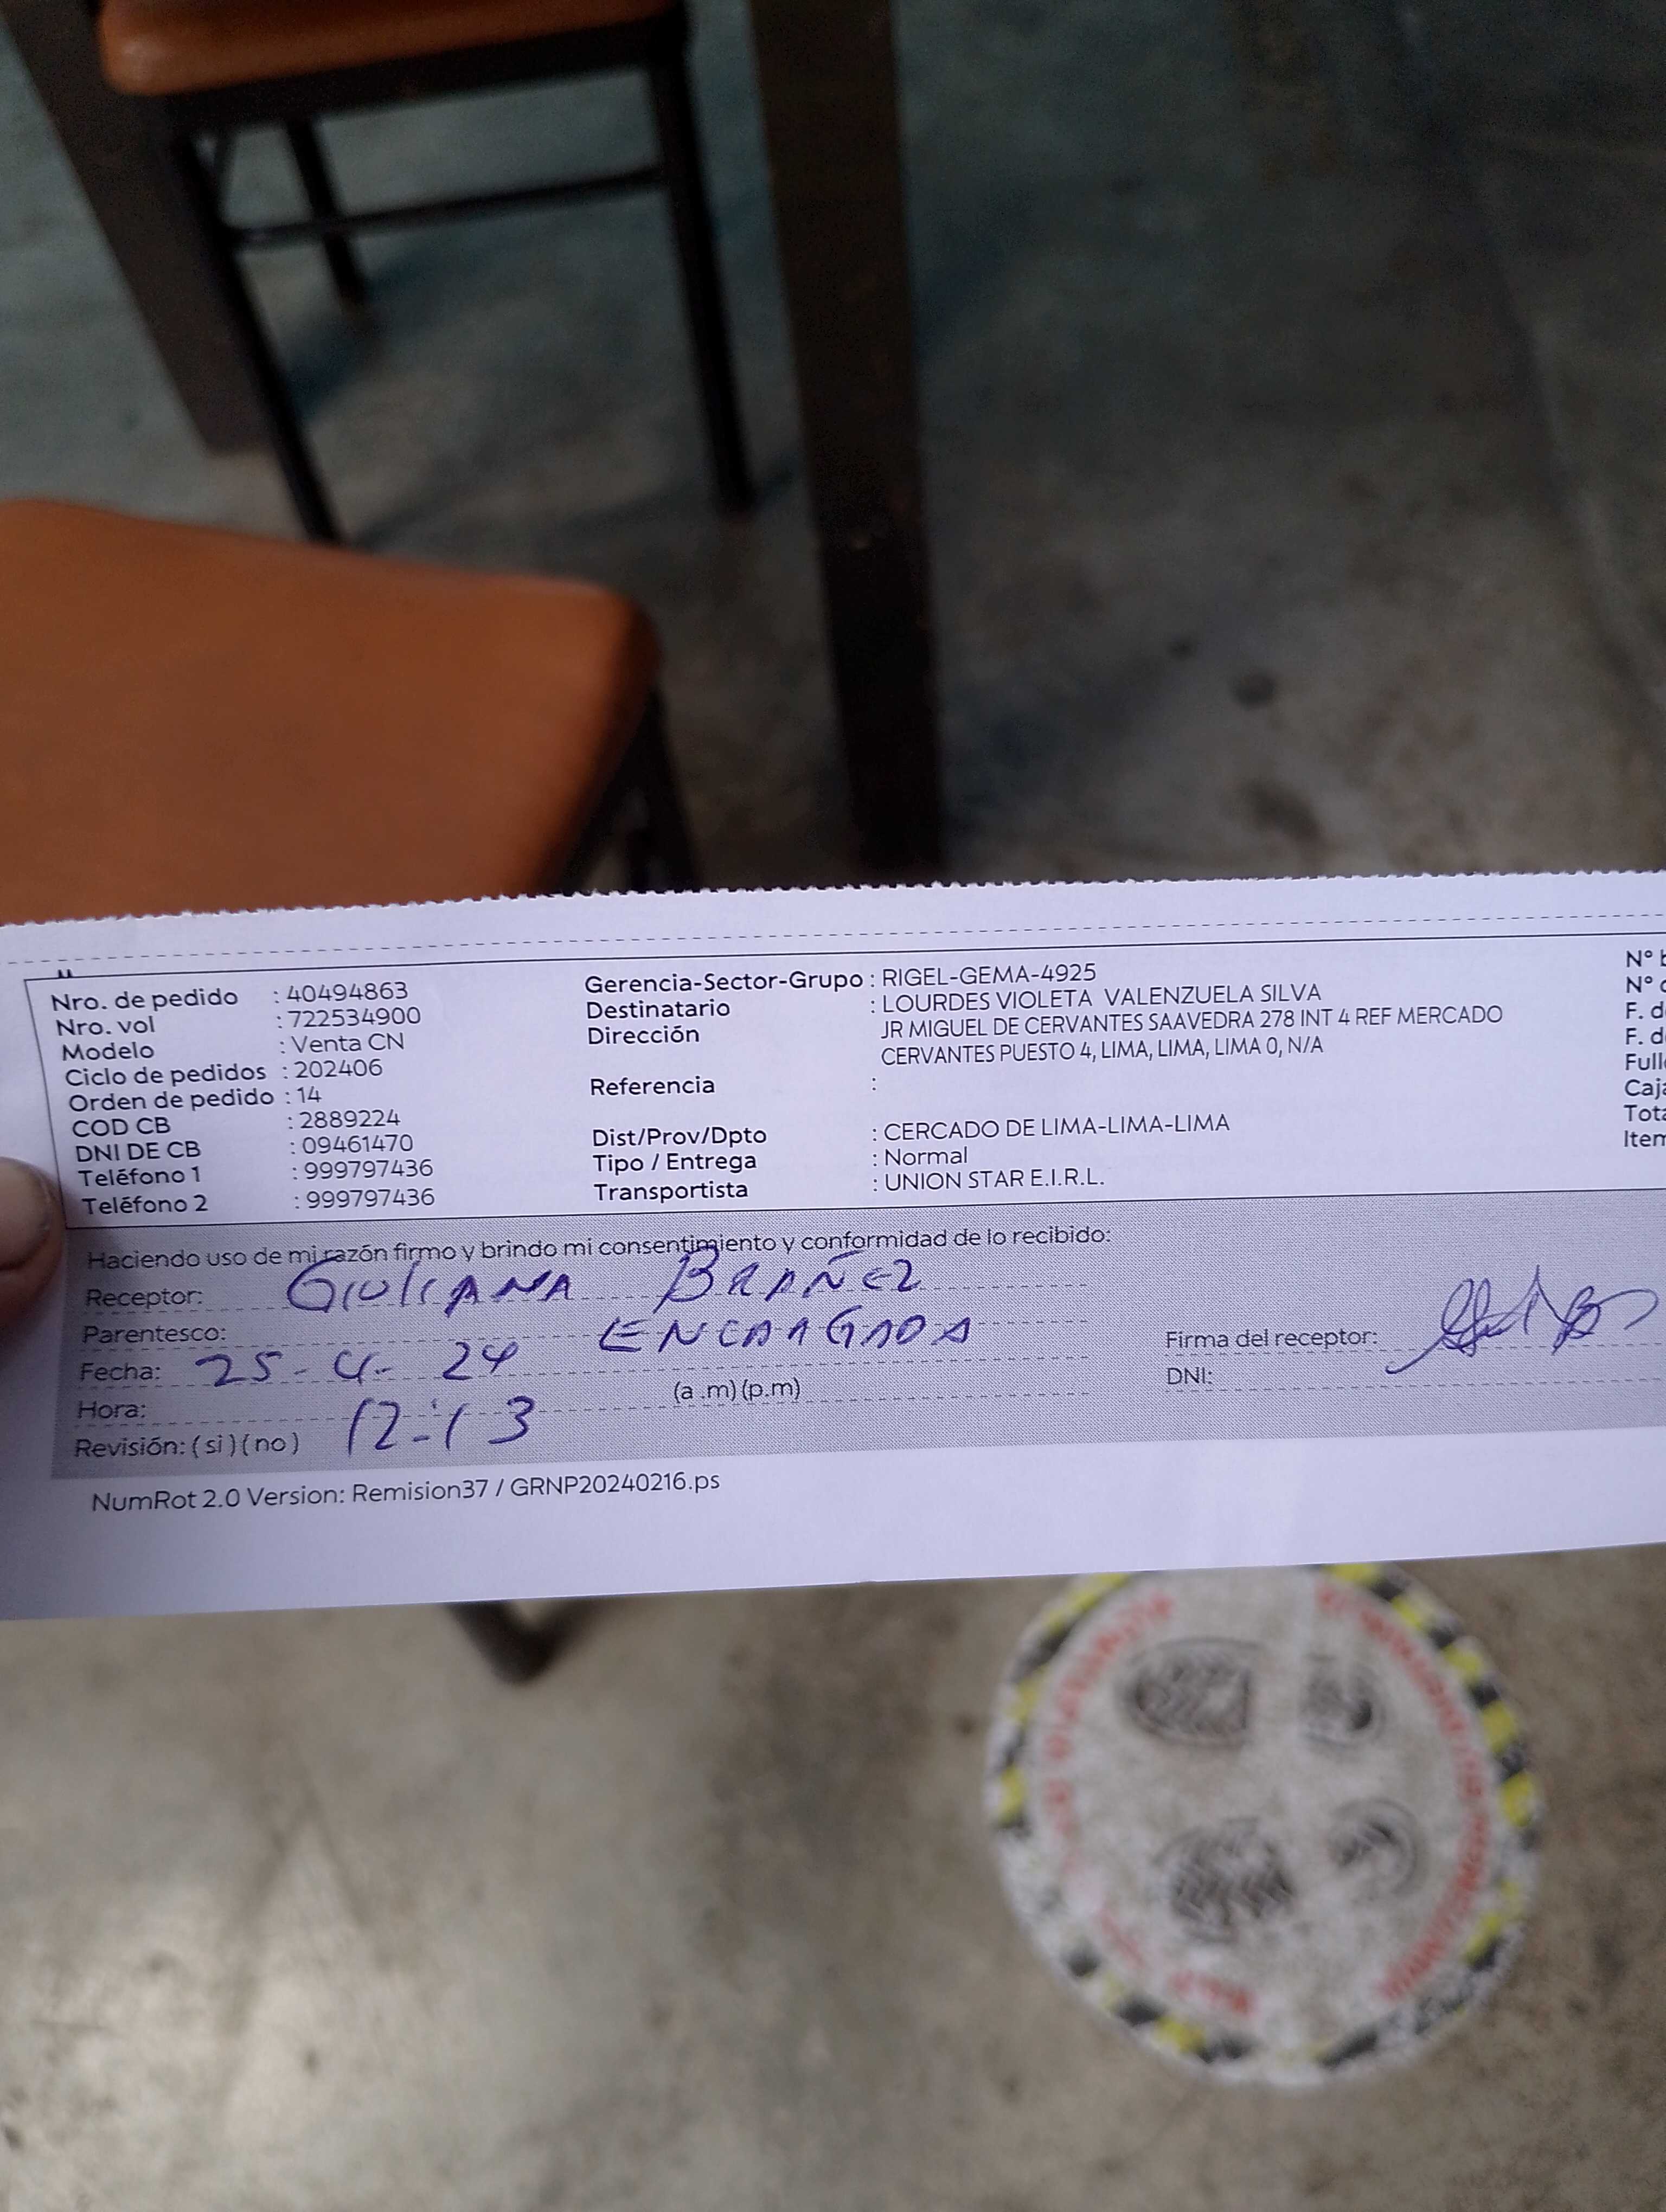 Nro. de pedido : 40494863
Nro. vol : 722534900
Modelo : Venta CN
Ciclo de pedidos : 202406
Orden de pedido : 14
COD CB : 2889224
DNI DE CB : 09461470
Teléfono 1 : 999797436
Teléfono 2 : 999797436
Gerencia-Sector-Grupo : RIGEL-GEMA-4925
Destinatario : LOURDES VIOLETA VALENZUELA SILVA
Dirección JR MIGUEL DE CERVANTES SAAVEDRA 278 INT 4 REF MERCADO
CERVANTES PUESTO 4, LIMA, LIMA, LIMA 0, N/A
Referencia :
Dist/Prov/Dpto : CERCADO DE LIMA-LIMA-LIMA
Tipo / Entrega : Normal
Transportista : UNION STAR E.I.R.L.
N°
N°
F. d
F. d
Caja
Tota
Item
Haciendo uso de mi razón firmo y brindo mi consentimiento y conformidad de lo recibido:
Receptor: GIULIANA BRAÑEZ
Parentesco: ENCARGADA
Fecha: 25-4-24
Hora: 12:13 (a .m) (p.m)
Revisión: ( si ) ( no )
Firma del receptor:
DNI:
NumRot 2.0 Version: Remision37 / GRNP20240216.ps